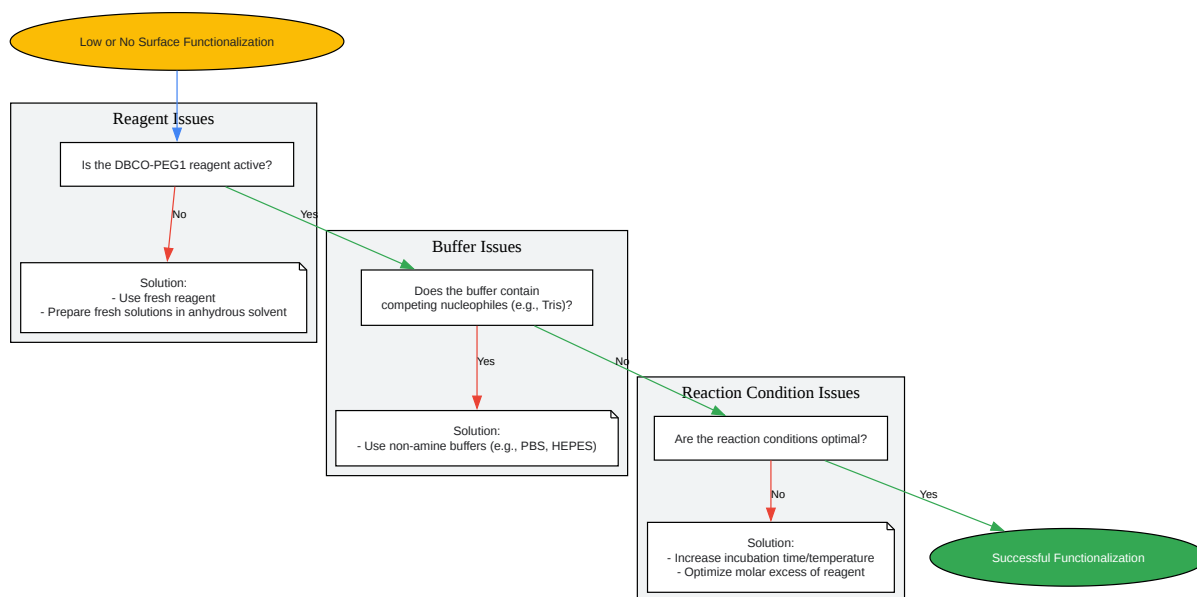 Low or No Surface Functionalization
Reagent Issues
Is the DBCO-PEG1 reagent active?
No
Yes
Solution:
- Use fresh reagent
- Prepare fresh solutions in anhydrous solvent
Buffer Issues
Does the buffer contain
competing nucleophiles (e.g., Tris)?
Yes
No
Solution:
- Use non-amine buffers (e.g., PBS, HEPES)
Reaction Condition Issues
Are the reaction conditions optimal?
No
Yes
Solution:
- Increase incubation time/temperature
- Optimize molar excess of reagent
Successful Functionalization